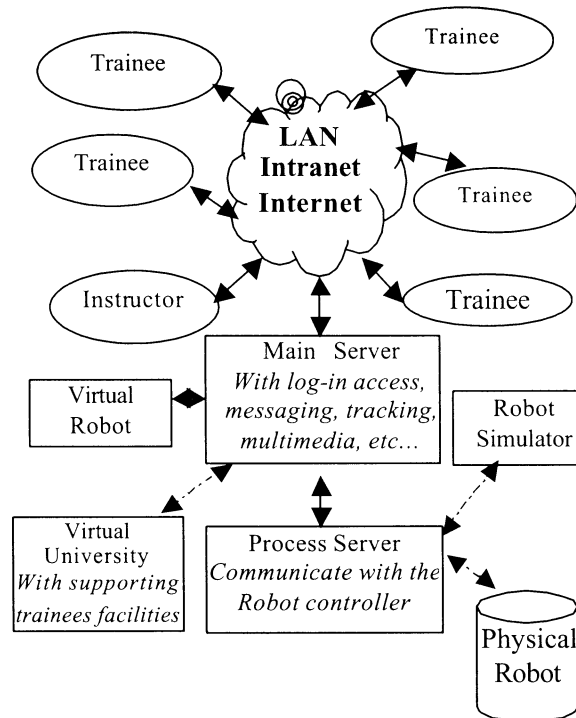 Trainee
Trainee
LAN
Intranet
Internet
Trainee
Trainee
Instructor
Trainee
Main Server
With log-in access,
messaging, tracking,
multimedia, etc...
Virtual
Robot
Robot
Simulator
Virtual
University
With supporting
trainees facilities
Process Server
Communicate with the
Robot controller
Physical
Robot